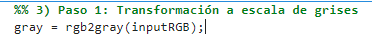 %% 3) Paso 1: Transformación a escala de grises
gray = rgb2gray(inputRGB);